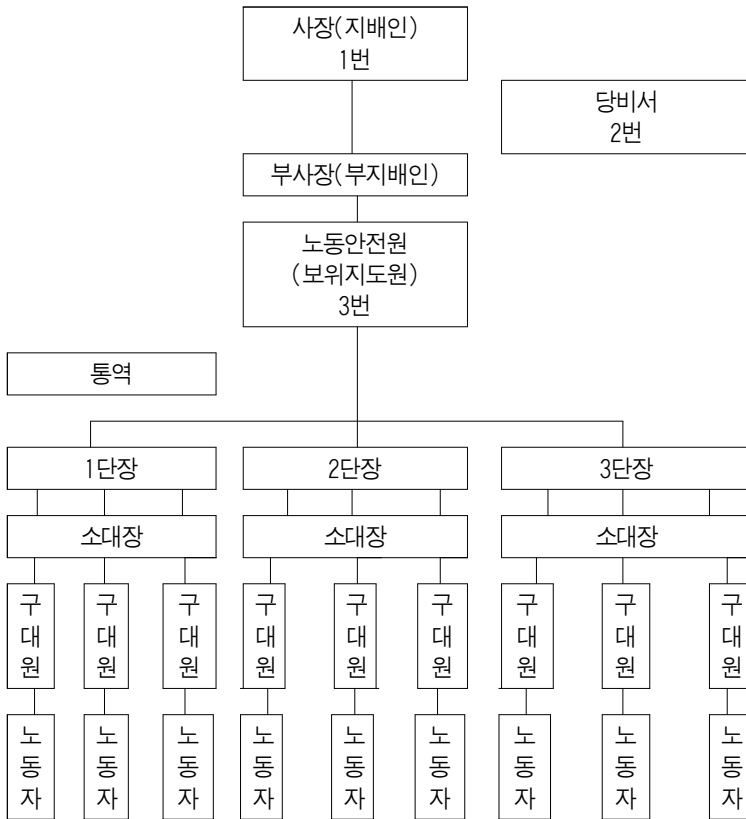 사장(지배인)
1번
당비서
2번
부사장(부지배인)
노동안전원
(보위지도원)
3번
통역
1단장
2단장
3단장
소대장
소대장
소대장
구대원
구대원
구대원
구대원
구대원
구대원
구대원
구대원
구대원
노동자
노동자
노동자
노동자
노동자
노동자
노동자
노동자
노동자